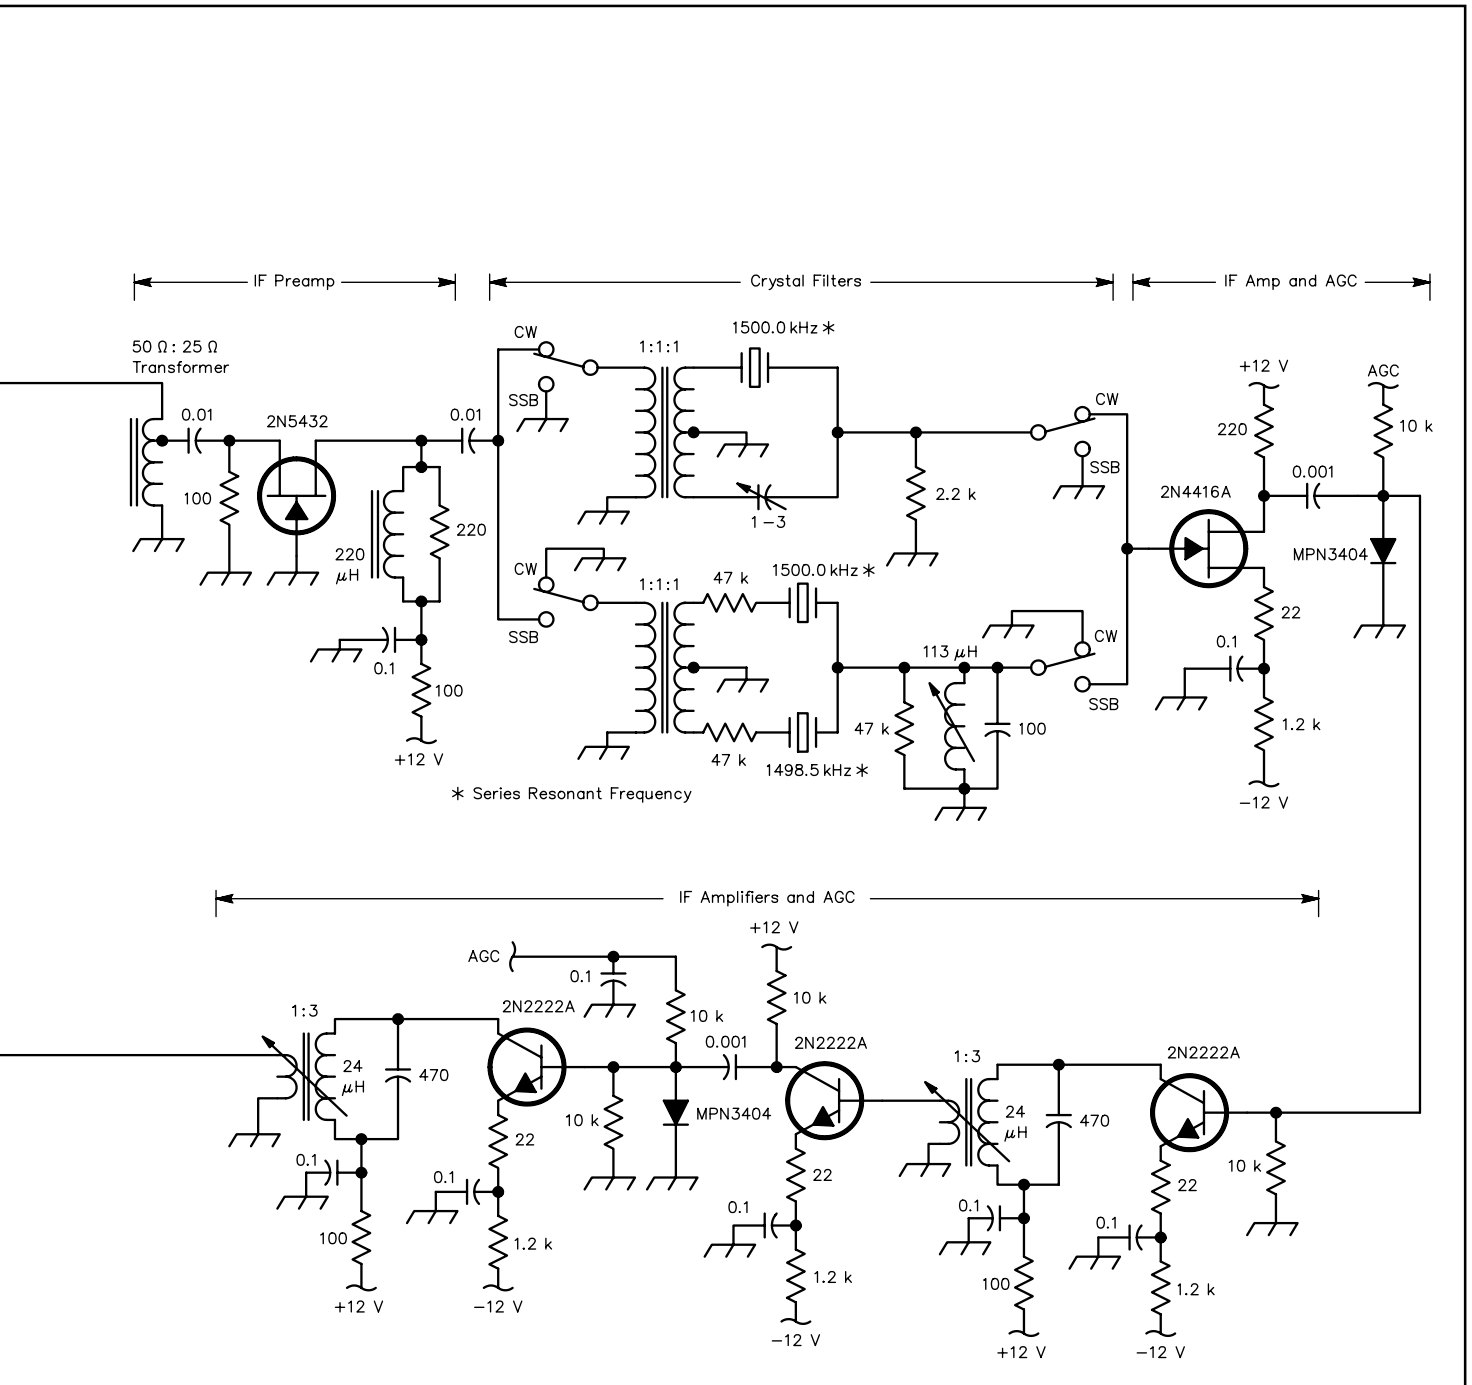 IF Preamp
Crystal Filters
IF Amp and AGC
50 Ω : 25 Ω
Transformer
0.01
2N5432
0.01
100
220
μH
220
0.1
100
+12 V
CW
SSB
1:1:1
1500.0 kHz *
1–3
2.2 k
CW
SSB
CW
SSB
1:1:1
47 k
1500.0 kHz *
47 k
1498.5 kHz *
113 μH
47 k
100
CW
SSB
* Series Resonant Frequency
+12 V
220
AGC
10 k
0.001
2N4416A
MPN3404
22
0.1
1.2 k
–12 V
IF Amplifiers and AGC
1:3
24
μH
470
0.1
100
+12 V
AGC
0.1
2N2222A
22
0.1
1.2 k
–12 V
10 k
10 k
MPN3404
0.001
+12 V
10 k
2N2222A
22
0.1
1.2 k
–12 V
1:3
24
μH
470
0.1
100
+12 V
2N2222A
22
0.1
1.2 k
–12 V
10 k